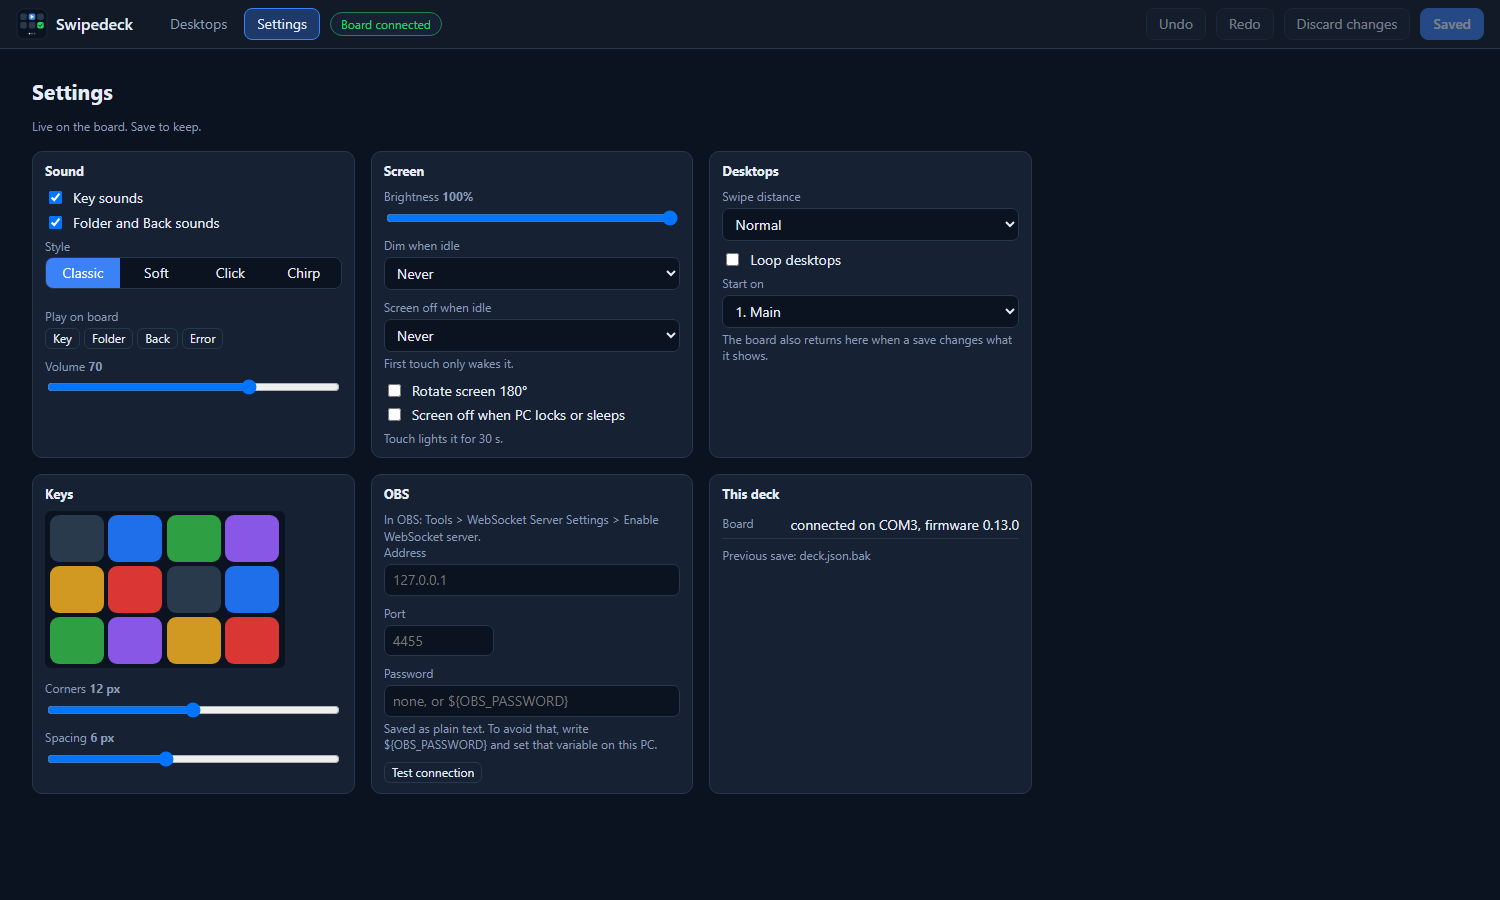 Swipedeck
Desktops
Settings
Board connected
Undo
Redo
Discard changes
Saved
Settings
Live on the board. Save to keep.
Sound
Key sounds
Folder and Back sounds
Style
Classic
Soft
Click
Chirp
Play on board
Key
Folder
Back
Error
Volume 70
Screen
Brightness 100%
Dim when idle
Never
Screen off when idle
Never
First touch only wakes it.
Rotate screen 180°
Screen off when PC locks or sleeps
Touch lights it for 30 s.
Desktops
Swipe distance
Normal
Loop desktops
Start on
1. Main
The board also returns here when a save changes what
it shows.
Keys
Corners 12 px
Spacing 6 px
OBS
In OBS: Tools > WebSocket Server Settings > Enable
WebSocket server.
Address
127.0.0.1
Port
4455
Password
none, or ${OBS_PASSWORD}
Saved as plain text. To avoid that, write
${OBS_PASSWORD} and set that variable on this PC.
Test connection
This deck
Board
connected on COM3, firmware 0.13.0
Previous save: deck.json.bak